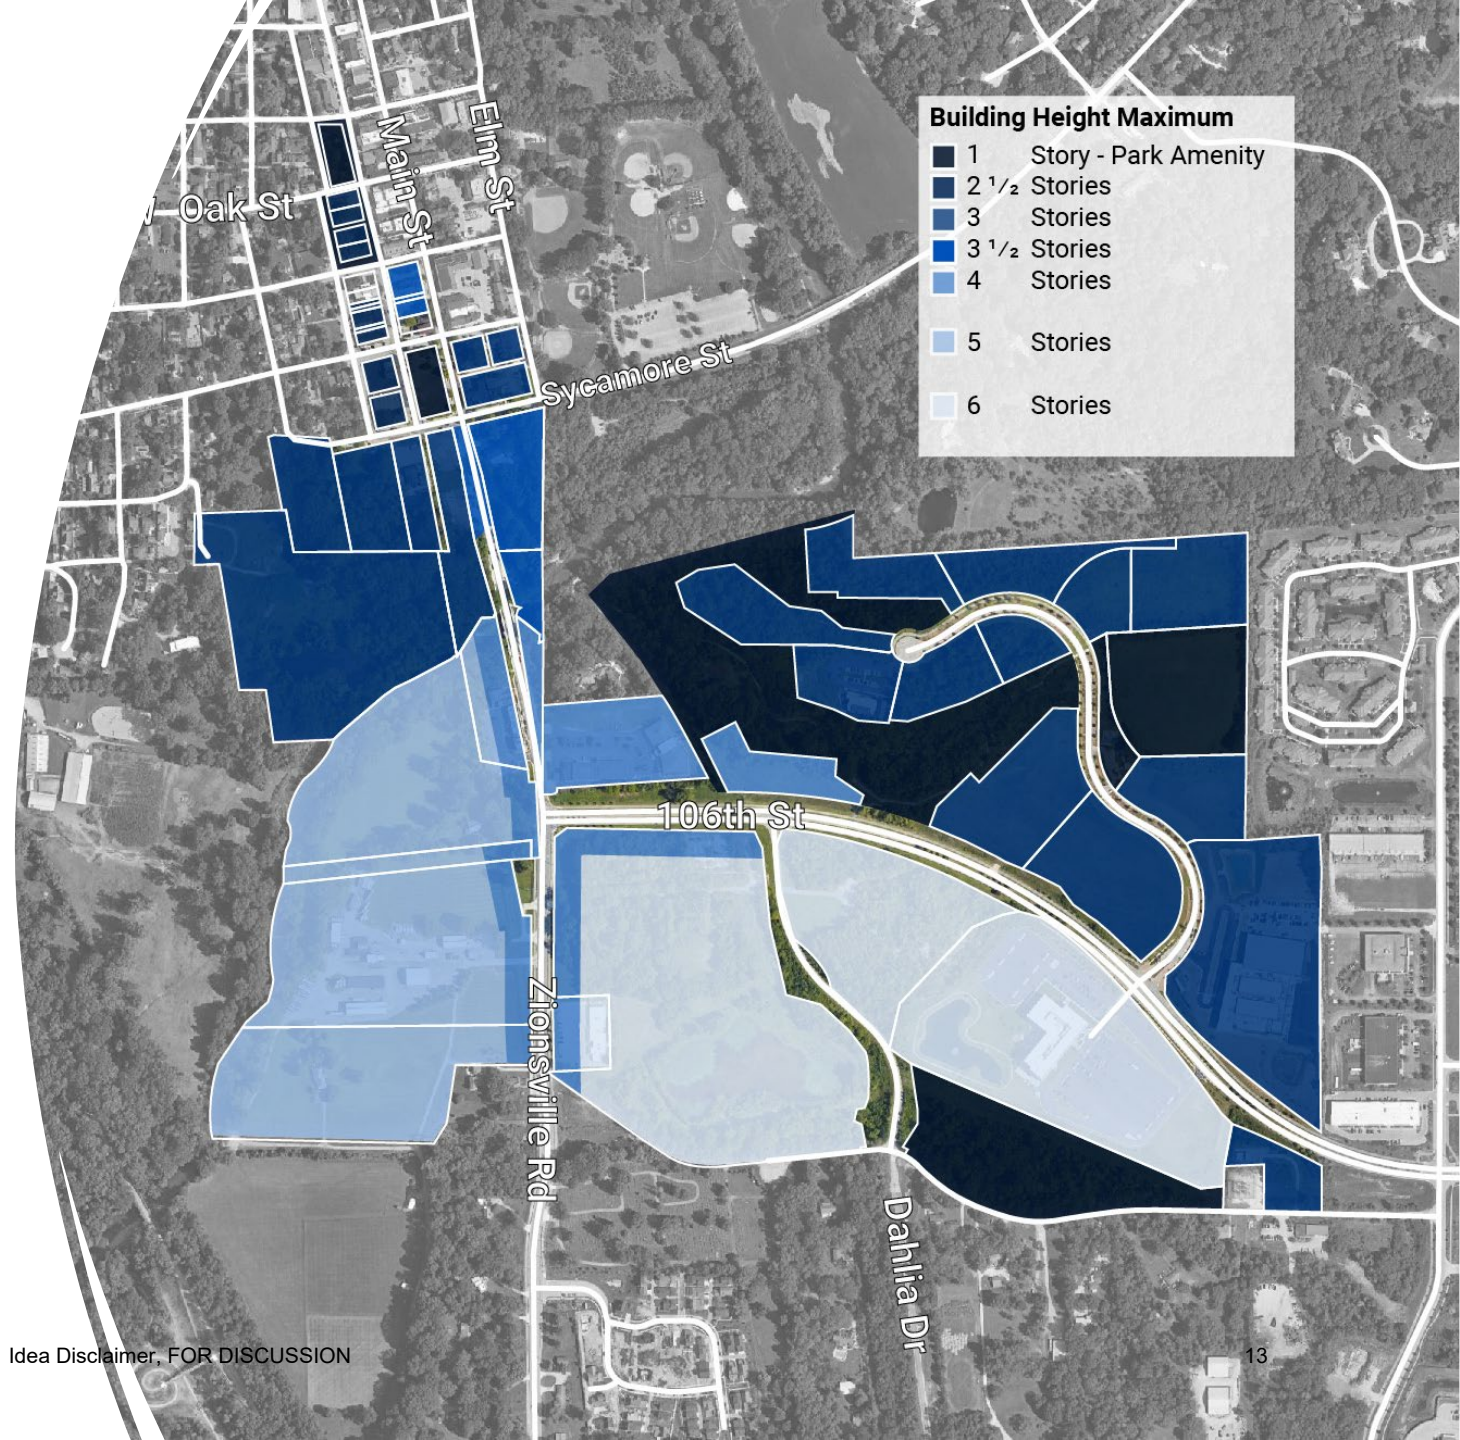 Elm St
Main St
Oak St
Sycamore St
Building Height Maximum
1 Story - Park Amenity
2 ¹/₂ Stories
3 Stories
3 ¹/₂ Stories
4 Stories
5 Stories
6 Stories
106th St
Zionsville Rd
Dahlia Dr
Idea Disclaimer, FOR DISCUSSION
13